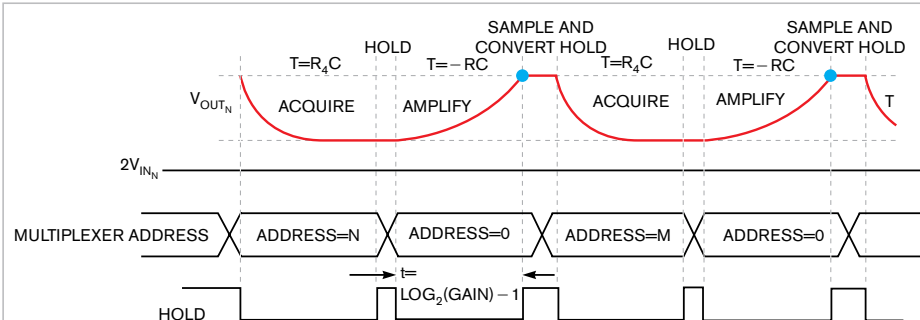 SAMPLE AND
CONVERT HOLD
HOLD
SAMPLE AND
CONVERT HOLD
HOLD
T=R4C
T=−RC
T=R4C
T=−RC
VOUTN
ACQUIRE
AMPLIFY
ACQUIRE
AMPLIFY
T
2VINN
MULTIPLEXER ADDRESS
ADDRESS=N
ADDRESS=0
ADDRESS=M
ADDRESS=0
t=
LOG2(GAIN)−1
HOLD